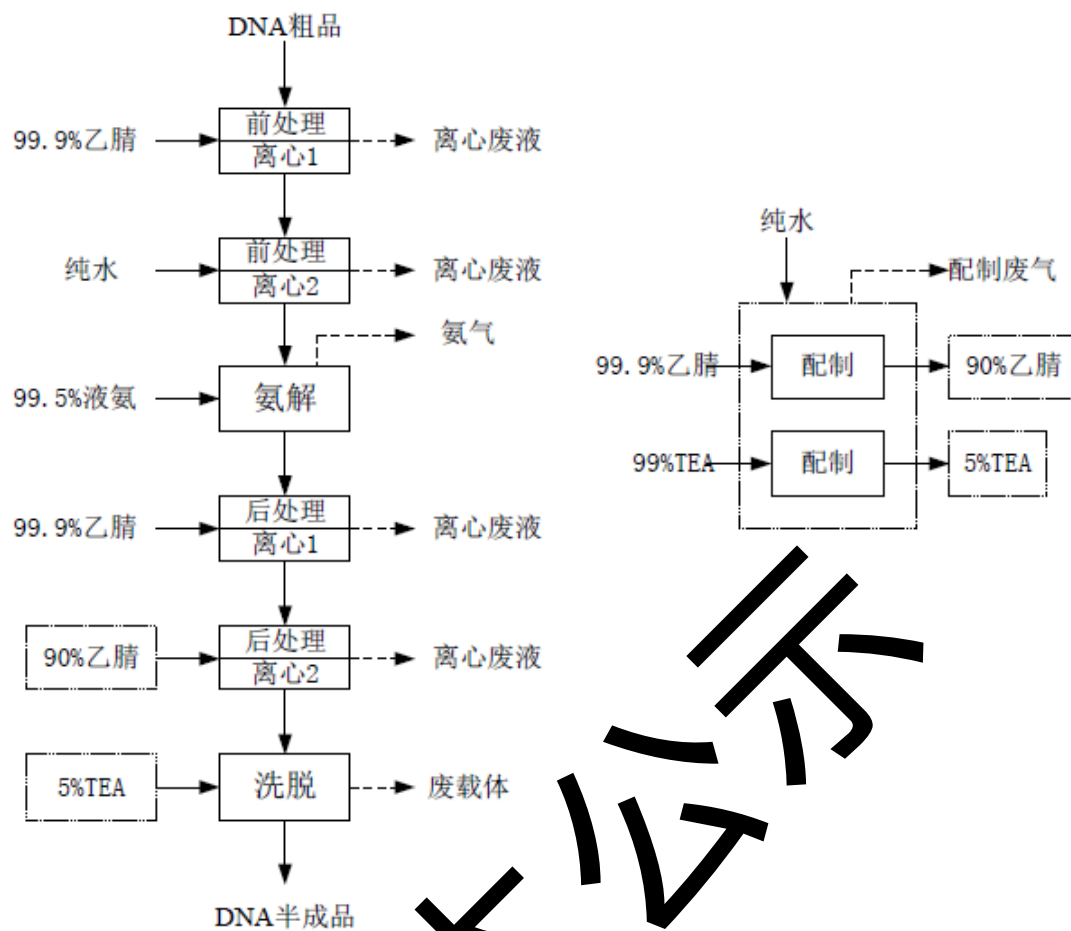 DNA粗品
99.9%乙腈
前处理
离心1
离心废液
纯水
前处理
离心2
离心废液
氨气
99.5%液氨
氨解
99.9%乙腈
后处理
离心1
离心废液
90%乙腈
后处理
离心2
离心废液
5%TEA
洗脱
废载体
DNA半成品
纯水
配制废气
99.9%乙腈
配制
90%乙腈
99%TEA
配制
5%TEA
公示